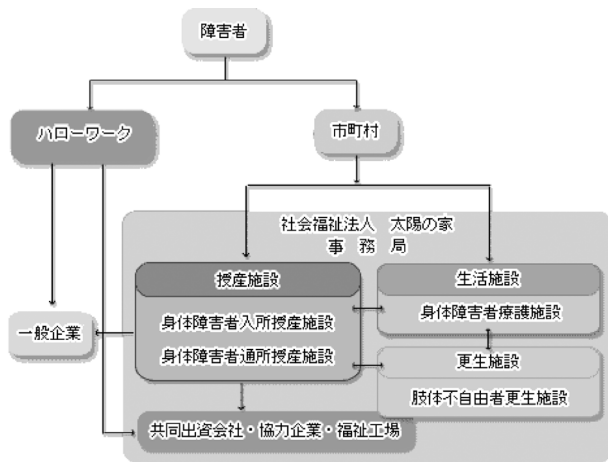 障害者
ハローワーク
市町村
社会福祉法人 太陽の家
事 務 局
授産施設
身体障害者入所授産施設
身体障害者通所授産施設
生活施設
身体障害者療護施設
一般企業
更生施設
肢体不自由者更生施設
共同出資会社・協力企業・福祉工場